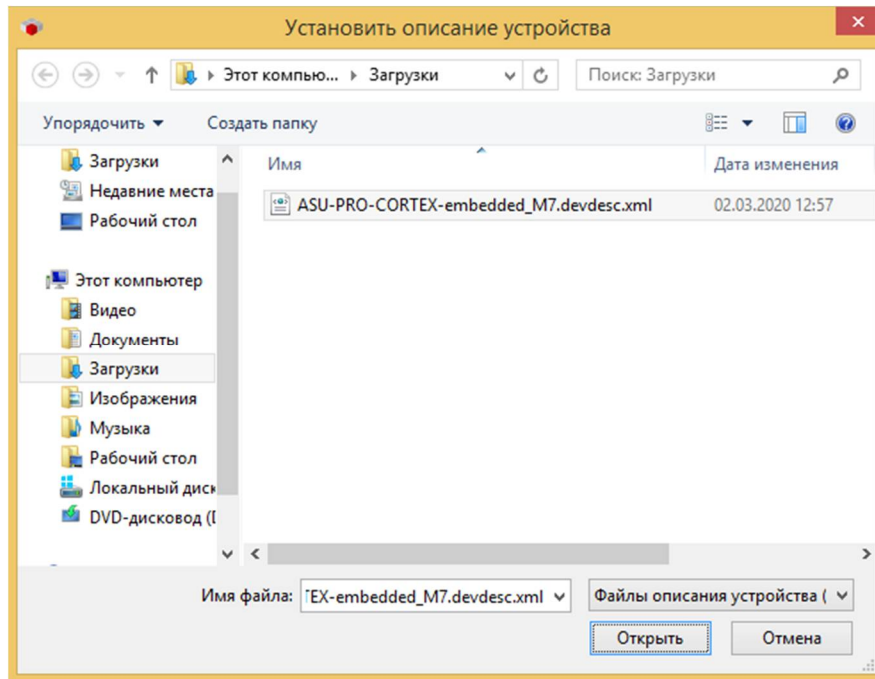 Установить описание устройства
Этот компью... Загрузки
Поиск: Загрузки
Упорядочить Создать папку
Загрузки
Недавние места
Рабочий стол
Этот компьютер
Видео
Документы
Загрузки
Изображения
Музыка
Рабочий стол
Локальный диск
DVD-дисковод (
Имя Дата изменения
ASU-PRO-CORTEX-embedded_M7.devdesc.xml 02.03.2020 12:57
Имя файла: TEX-embedded_M7.devdesc.xml Файлы описания устройства (
Открыть Отмена